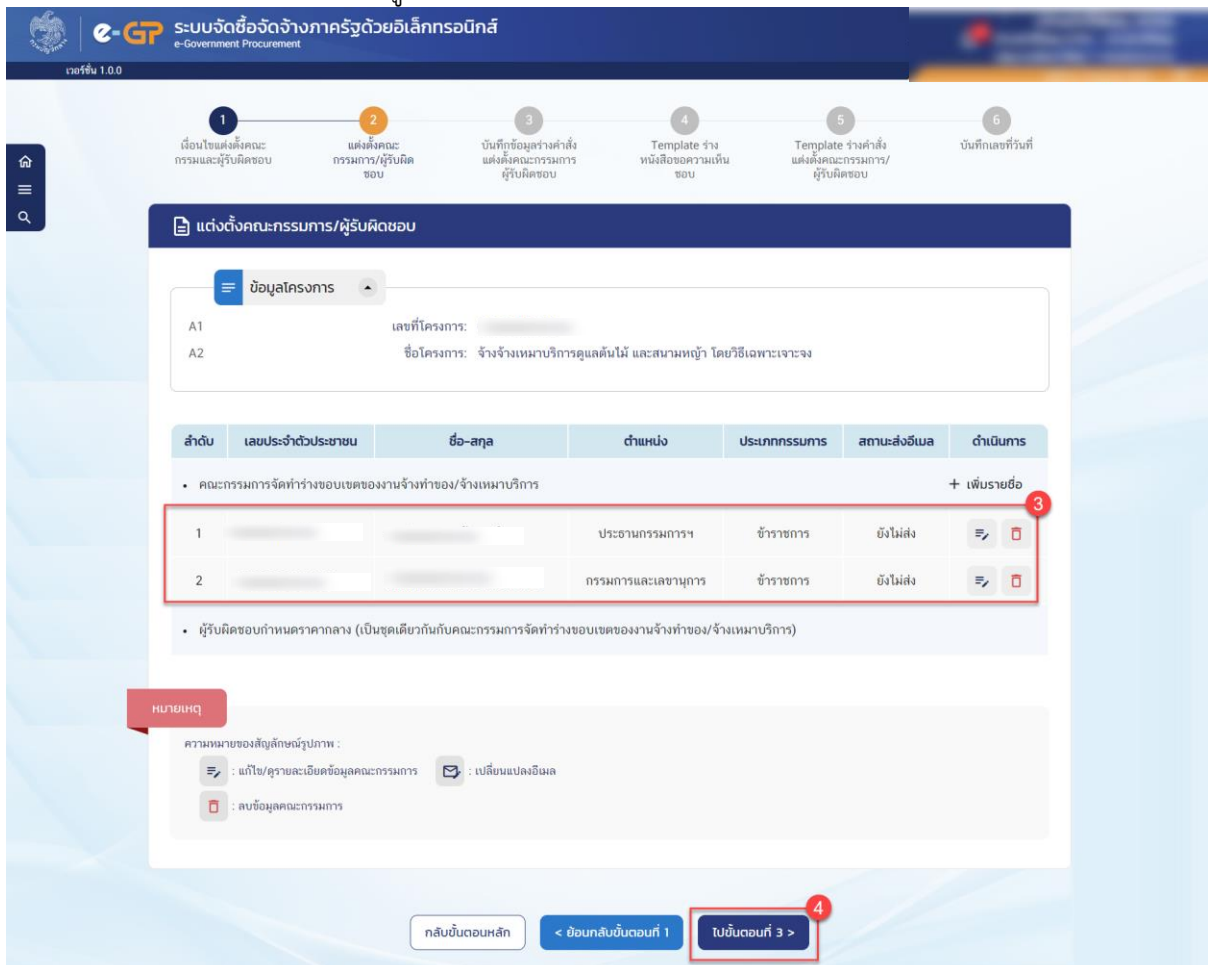 e-GP ระบบจัดซื้อจัดจ้างภาครัฐด้วยอิเล็กทรอนิกส์
e-Government Procurement
เวอร์ชั่น 1.0.0
1 2 3 4 5 6
เงื่อนไขแต่งตั้งคณะ
กรรมและผู้รับผิดชอบ
แต่งตั้งคณะ
กรรมการ/ผู้รับผิด
ชอบ
บันทึกข้อมูลร่างคำสั่ง
แต่งตั้งคณะกรรมการ
ผู้รับผิดชอบ
Template ร่าง
หนังสือขอความเห็น
ชอบ
Template ร่างคำสั่ง
แต่งตั้งคณะกรรมการ/
ผู้รับผิดชอบ
บันทึกเลขที่วันที่
แต่งตั้งคณะกรรมการ/ผู้รับผิดชอบ
ข้อมูลโครงการ
A1 เลขที่โครงการ:
A2 ชื่อโครงการ: จ้างจ้างเหมาบริการดูแลต้นไม้ และสนามหญ้า โดยวิธีเฉพาะเจาะจง
ลำดับ เลขประจำตัวประชาชน ชื่อ-สกุล ตำแหน่ง ประเภทกรรมการ สถานะส่งอีเมล ดำเนินการ
• คณะกรรมการจัดทำร่างขอบเขตของงานจ้างทำของ/จ้างเหมาบริการ + เพิ่มรายชื่อ
3
1 ประธานกรรมการฯ ข้าราชการ ยังไม่ส่ง
2 กรรมการและเลขานุการ ข้าราชการ ยังไม่ส่ง
• ผู้รับผิดชอบกำหนดราคากลาง (เป็นชุดเดียวกันกับคณะกรรมการจัดทำร่างขอบเขตของงานจ้างทำของ/จ้างเหมาบริการ)
หมายเหตุ
ความหมายของสัญลักษณ์รูปภาพ :
: แก้ไข/ดูรายละเอียดข้อมูลคณะกรรมการ : เปลี่ยนแปลงอีเมล
: ลบข้อมูลคณะกรรมการ
4
กลับขั้นตอนหลัก < ย้อนกลับขั้นตอนที่ 1 ไปขั้นตอนที่ 3 >